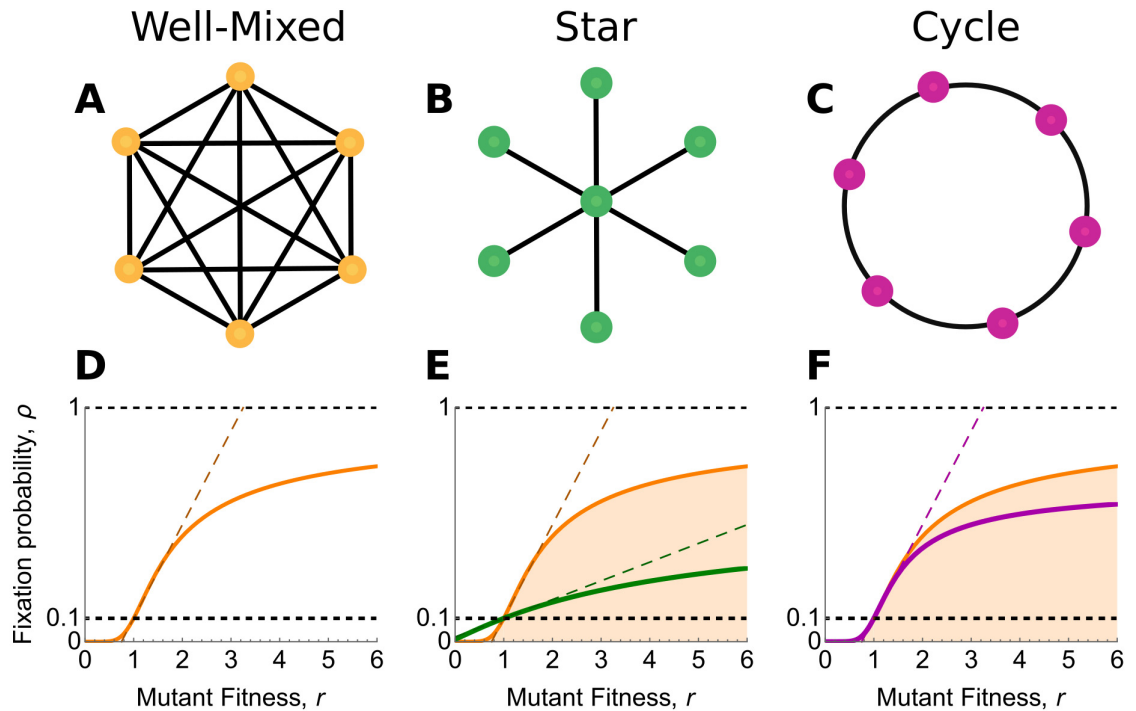 Well-Mixed Star Cycle
A B C
D E F
Fixation probability, ρ
1 1 1
0.1 0.1 0.1
0 0 0
0 1 2 3 4 5 6 0 1 2 3 4 5 6 0 1 2 3 4 5 6
Mutant Fitness, r Mutant Fitness, r Mutant Fitness, r